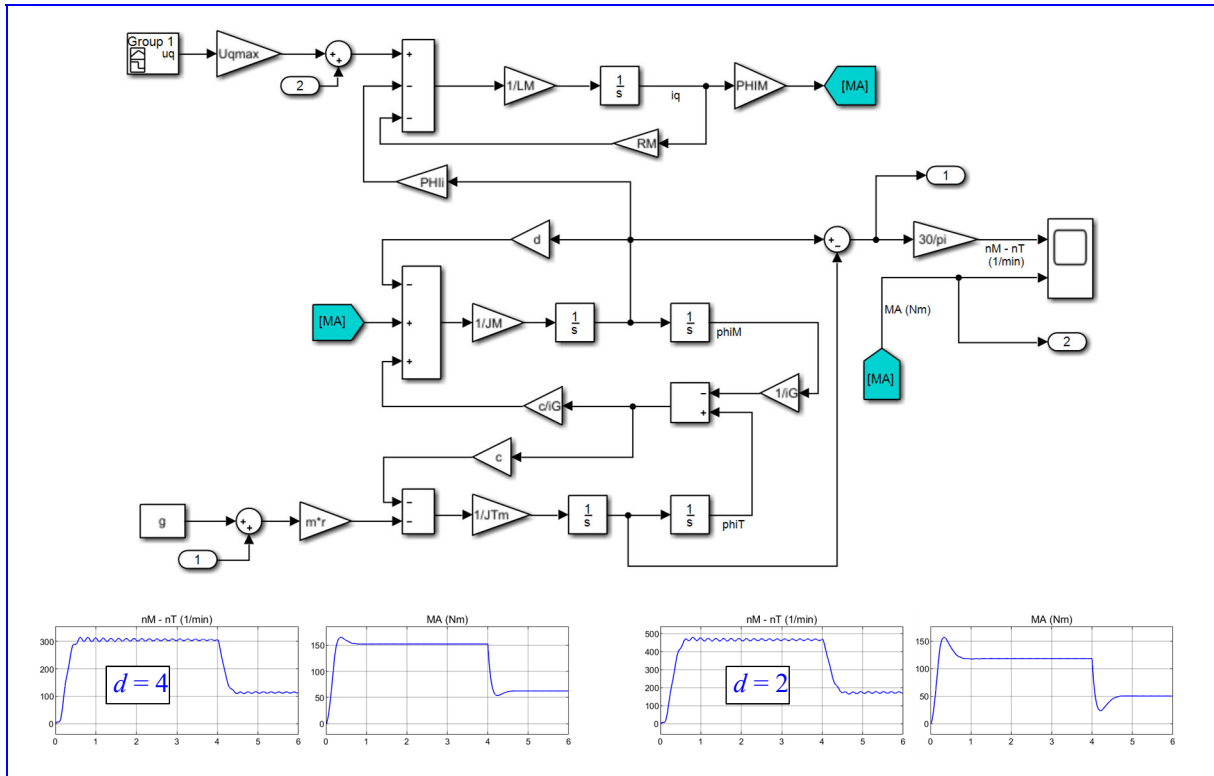 Group 1
uq
Uqmax
+
+
2
+
−
−
1/LM
1
s
iq
PHIM
[MA]
RM
PHIi
1
d
+
−
30/pi
nM - nT
(1/min)
−
+
+
[MA]
1/JM
1
s
1
s
phiM
MA (Nm)
2
[MA]
1/iG
−
+
c/iG
c
−
−
g
+
+
m*r
1/JTm
1
s
1
s
phiT
1
nM - nT (1/min)
300
200
100
0
0 1 2 3 4 5 6
d = 4
MA (Nm)
150
100
50
0
0 1 2 3 4 5 6
nM - nT (1/min)
500
400
300
200
100
0
0 1 2 3 4 5 6
d = 2
MA (Nm)
150
100
50
0
0 1 2 3 4 5 6